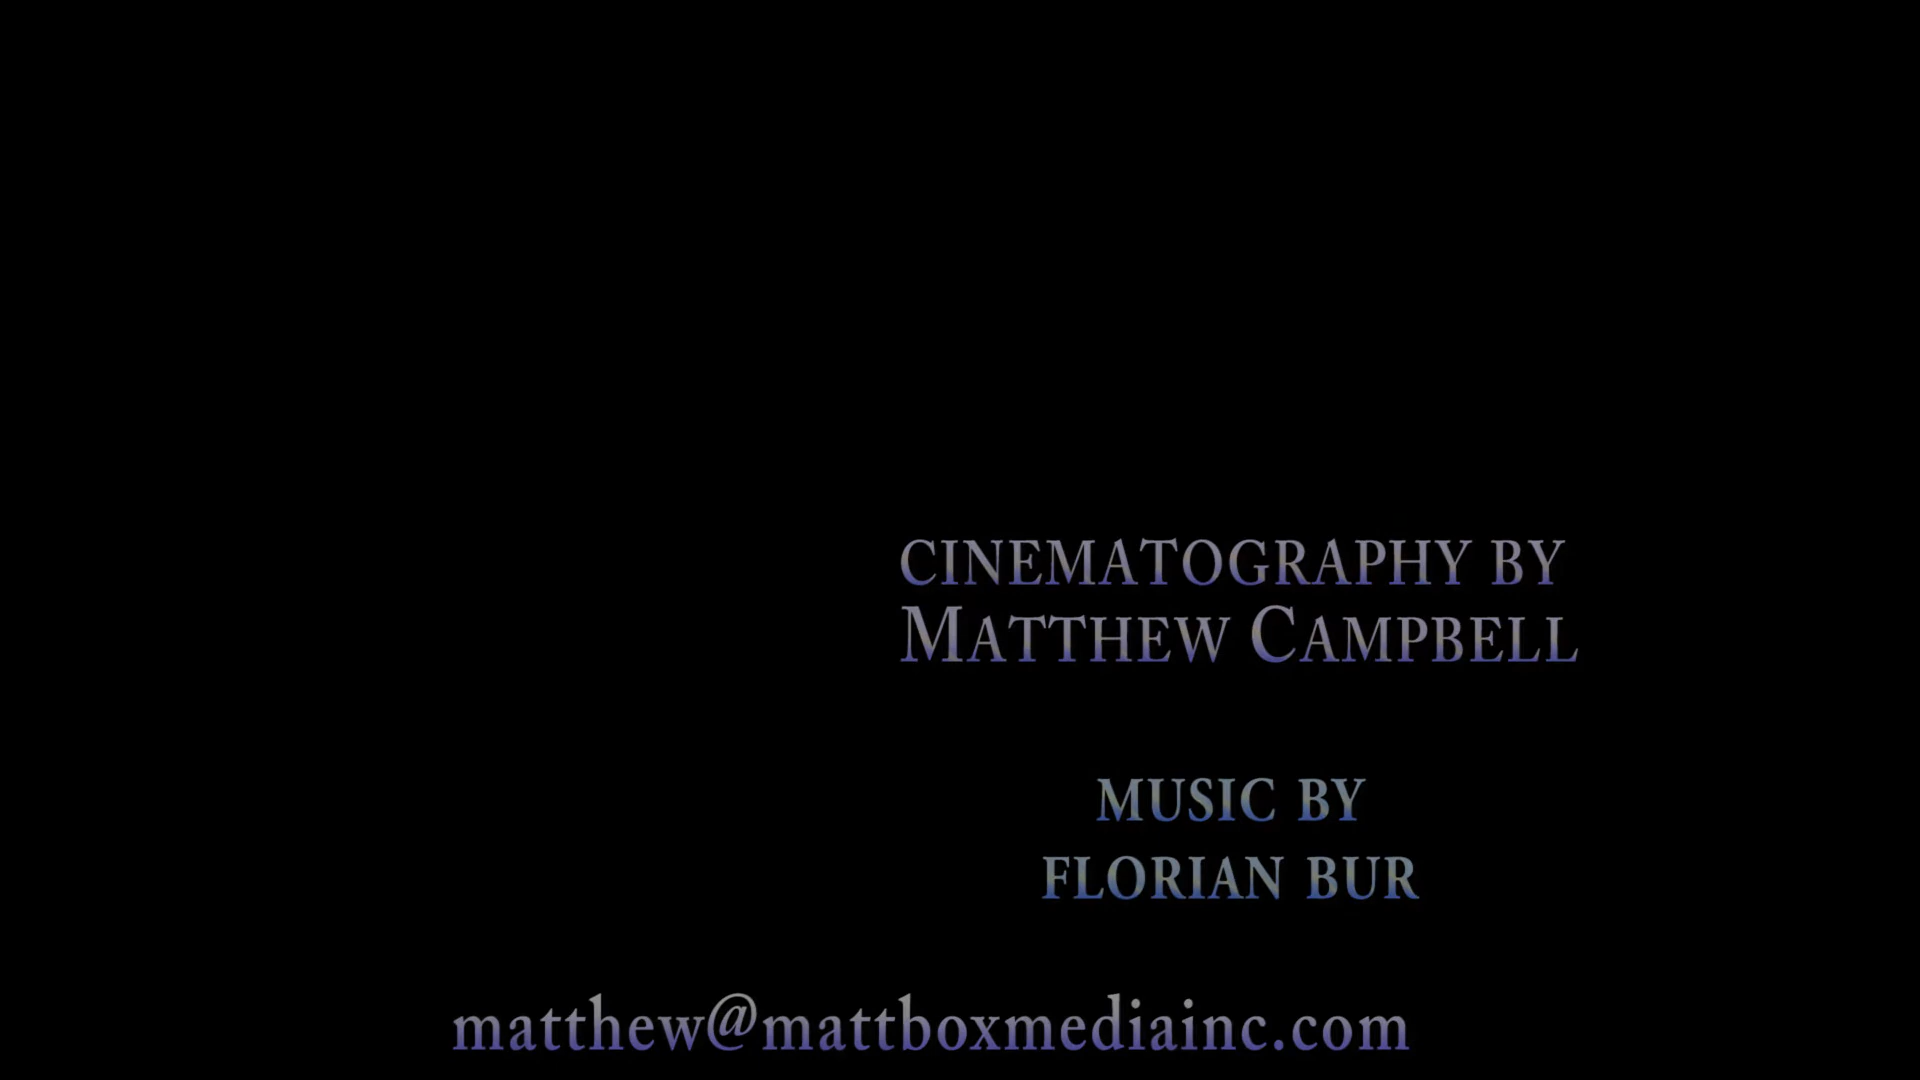 CINEMATOGRAPHY BY
MATTHEW CAMPBELL
MUSIC BY
FLORIAN BUR
matthew@mattboxmediainc.com